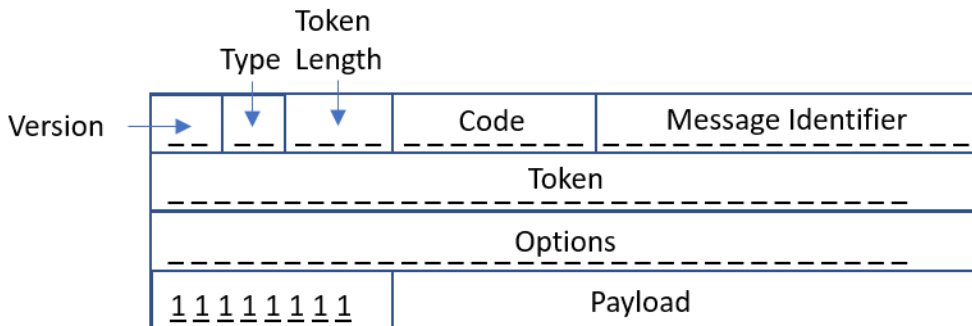 Token
Type Length
Version
Code
Message Identifier
Token
Options
1 1 1 1 1 1 1 1
Payload